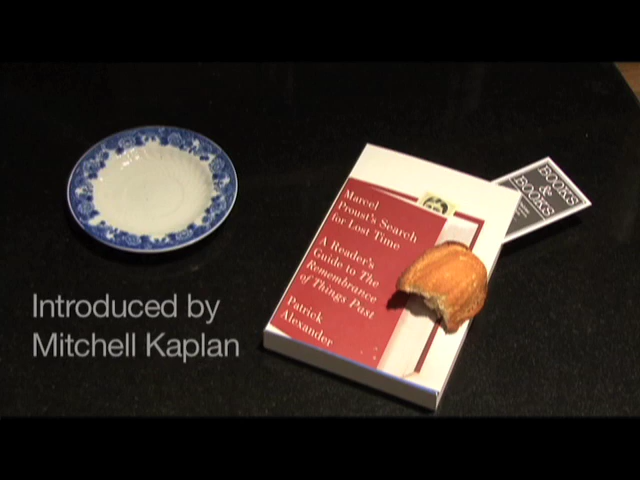 Introduced by
Mitchell Kaplan
Marcel
Proust's Search
for Lost Time
A Reader's
Guide to The
Remembrance
of Things Past
Patrick
Alexander
BOOKS
&
BOOKS